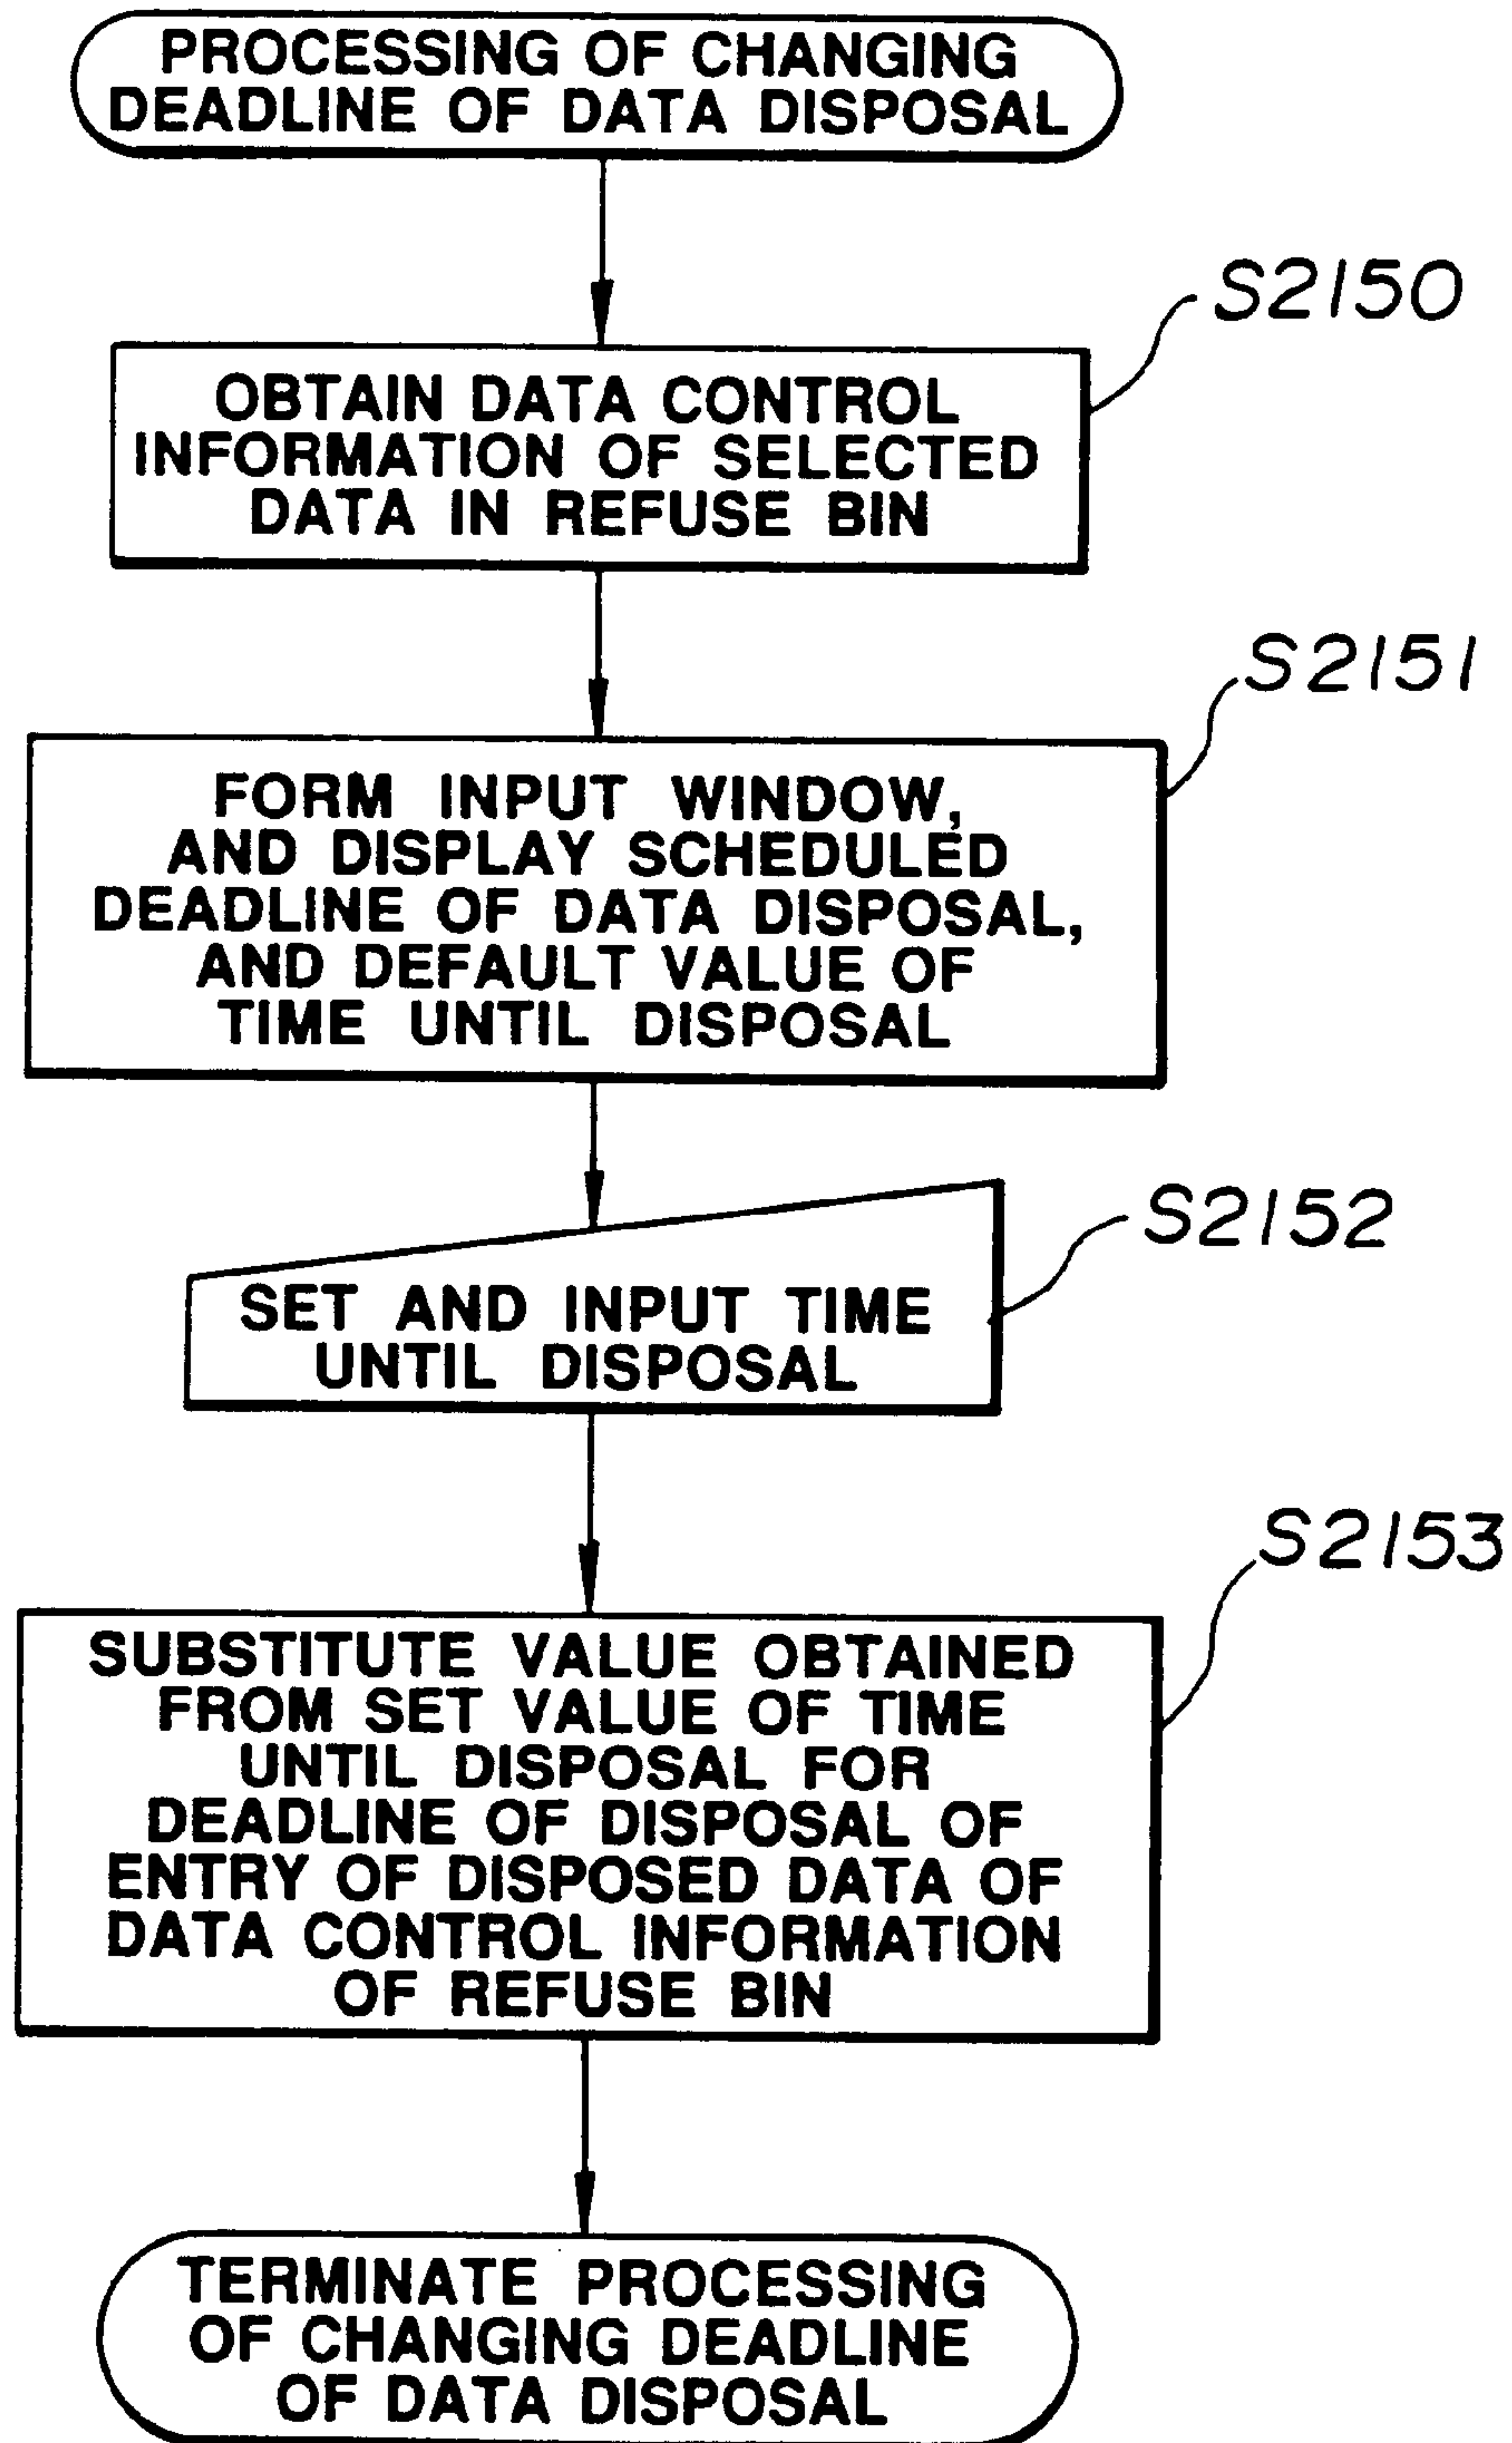 PROCESSING OF CHANGING
DEADLINE OF DATA DISPOSAL
S2150
OBTAIN DATA CONTROL
INFORMATION OF SELECTED
DATA IN REFUSE BIN
S2151
FORM INPUT WINDOW,
AND DISPLAY SCHEDULED
DEADLINE OF DATA DISPOSAL,
AND DEFAULT VALUE OF
TIME UNTIL DISPOSAL
S2152
SET AND INPUT TIME
UNTIL DISPOSAL
S2153
SUBSTITUTE VALUE OBTAINED
FROM SET VALUE OF TIME
UNTIL DISPOSAL FOR
DEADLINE OF DISPOSAL OF
ENTRY OF DISPOSED DATA OF
DATA CONTROL INFORMATION
OF REFUSE BIN
TERMINATE PROCESSING
OF CHANGING DEADLINE
OF DATA DISPOSAL